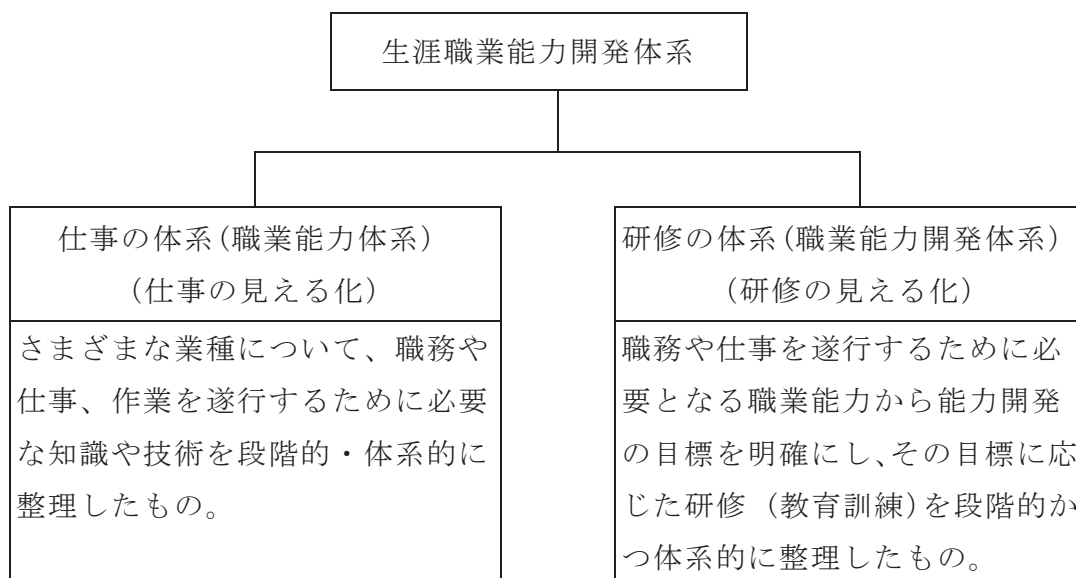 生涯職業能力開発体系
仕事の体系(職業能力体系)
(仕事の見える化)
さまざまな業種について、職務や
仕事、作業を遂行するために必要
な知識や技術を段階的・体系的に
整理したもの。
研修の体系(職業能力開発体系)
(研修の見える化)
職務や仕事を遂行するために必
要となる職業能力から能力開発
の目標を明確にし、その目標に応
じた研修(教育訓練)を段階的か
つ体系的に整理したもの。